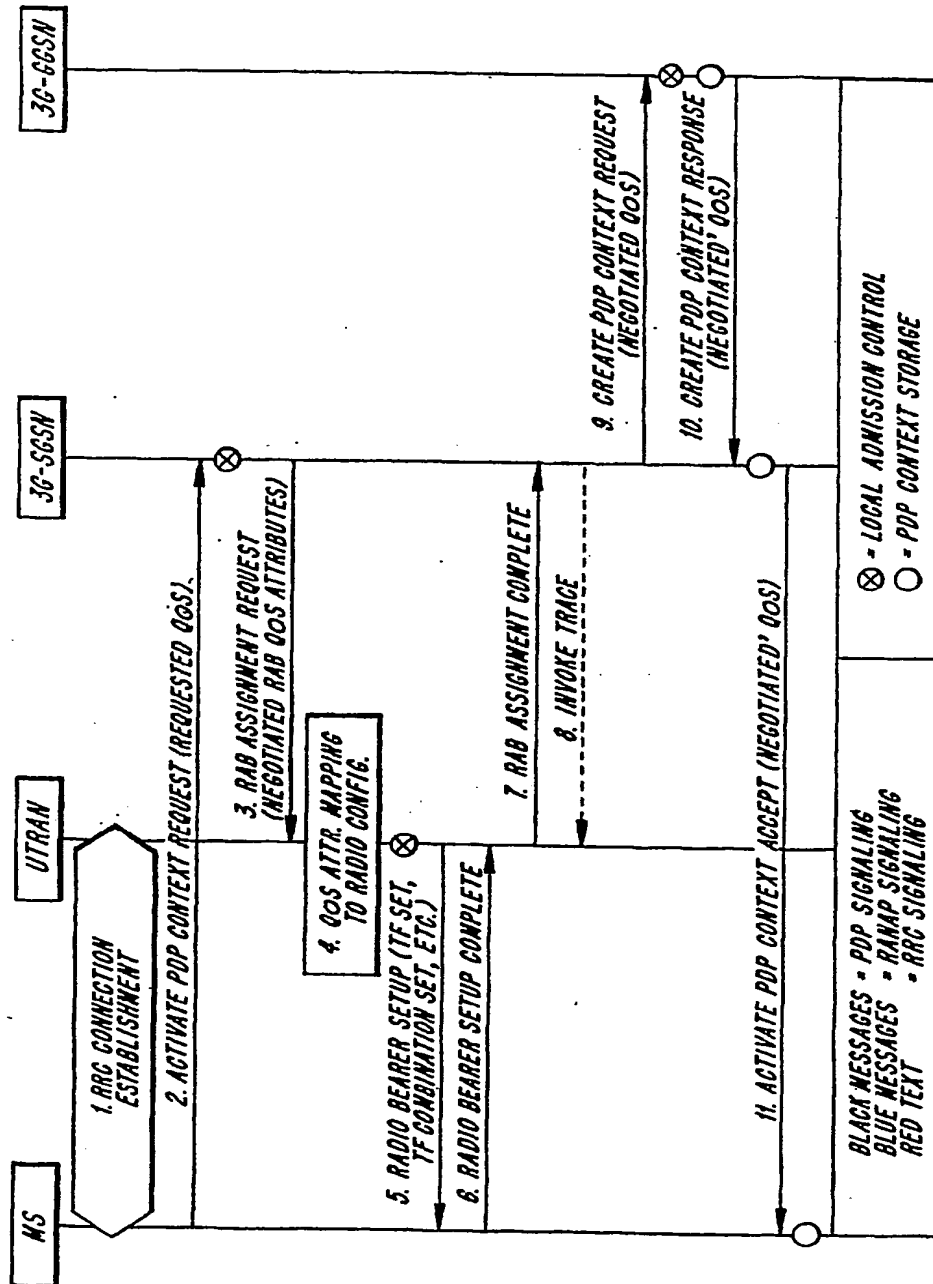 MS
UTRAN
3G-SGSN
3G-GGSN
1. RRC CONNECTION
ESTABLISHMENT
2. ACTIVATE PDP CONTEXT REQUEST (REQUESTED QOS).
3. RAB ASSIGNMENT REQUEST
(NEGOTIATED RAB QOS ATTRIBUTES)
4. QOS ATTR. MAPPING
TO RADIO CONFIG.
5. RADIO BEARER SETUP (TF SET,
TF COMBINATION SET, ETC.)
6. RADIO BEARER SETUP COMPLETE
7. RAB ASSIGNMENT COMPLETE
8. INVOKE TRACE
9. CREATE PDP CONTEXT REQUEST
(NEGOTIATED QOS)
10. CREATE PDP CONTEXT RESPONSE
(NEGOTIATED' QOS)
11. ACTIVATE PDP CONTEXT ACCEPT (NEGOTIATED' QOS)
BLACK MESSAGES = PDP SIGNALING
BLUE MESSAGES = RANAP SIGNALING
RED TEXT = RRC SIGNALING
= LOCAL ADMISSION CONTROL
= PDP CONTEXT STORAGE